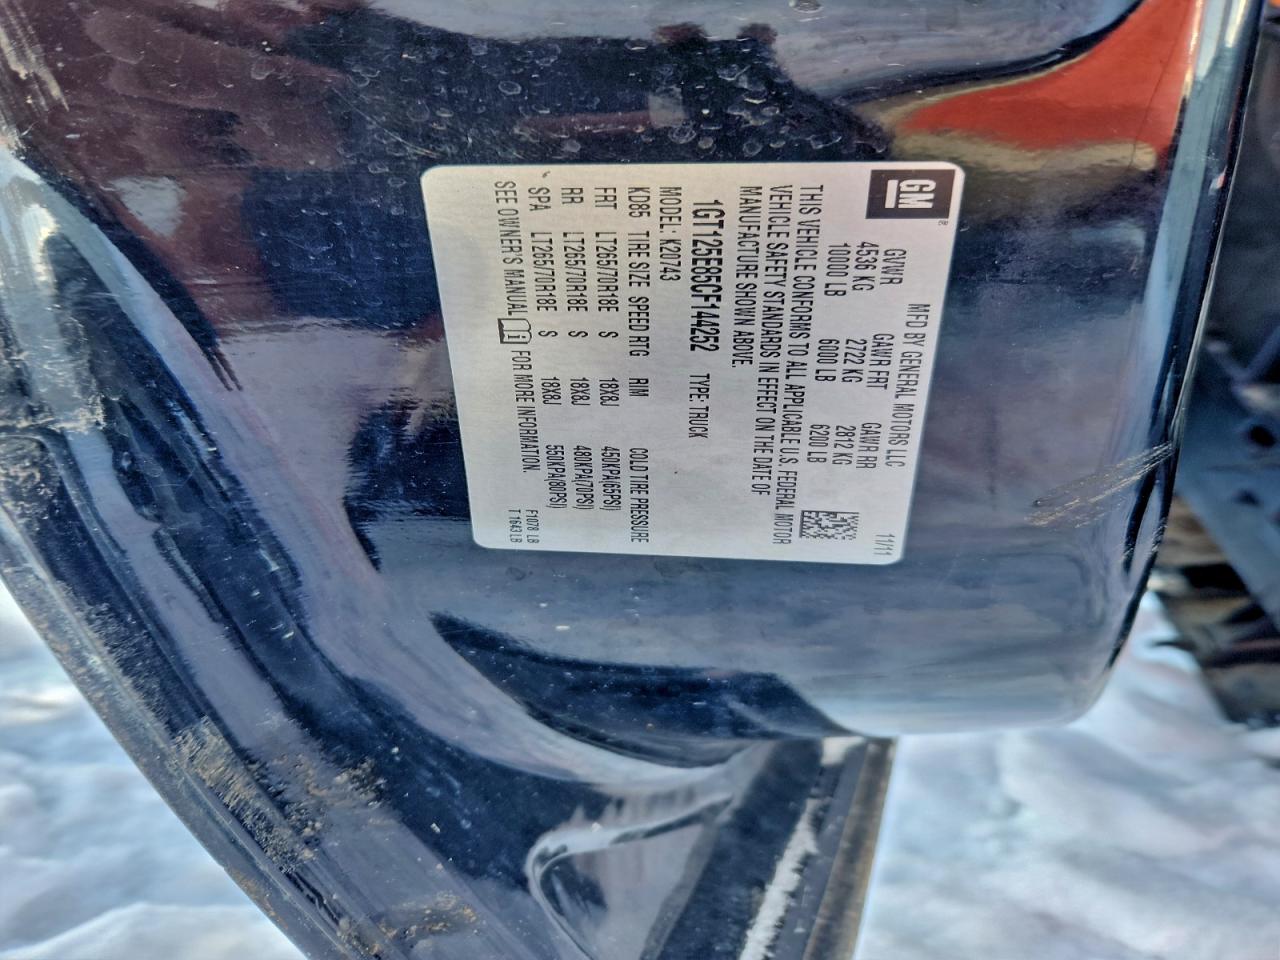 GM
MFD BY GENERAL MOTORS LLC 11/11
GVWR GAWR FRT GAWR RR
4536 KG 2722 KG 2812 KG
10000 LB 6000 LB 6200 LB
THIS VEHICLE CONFORMS TO ALL APPLICABLE U.S. FEDERAL MOTOR
VEHICLE SAFETY STANDARDS IN EFFECT ON THE DATE OF
MANUFACTURE SHOWN ABOVE.
1GT125E88CF144252 TYPE: TRUCK
MODEL: K20743
KD85 TIRE SIZE SPEED RTG RIM COLD TIRE PRESSURE
FRT LT265/70R18E S 18X8J 450KPA(65PSI)
RR LT265/70R18E S 18X8J 480KPA(70PSI)
SPA LT265/70R18E S 18X8J 550KPA(80PSI)
SEE OWNER'S MANUAL FOR MORE INFORMATION.
F1078 LB
T1643 LB